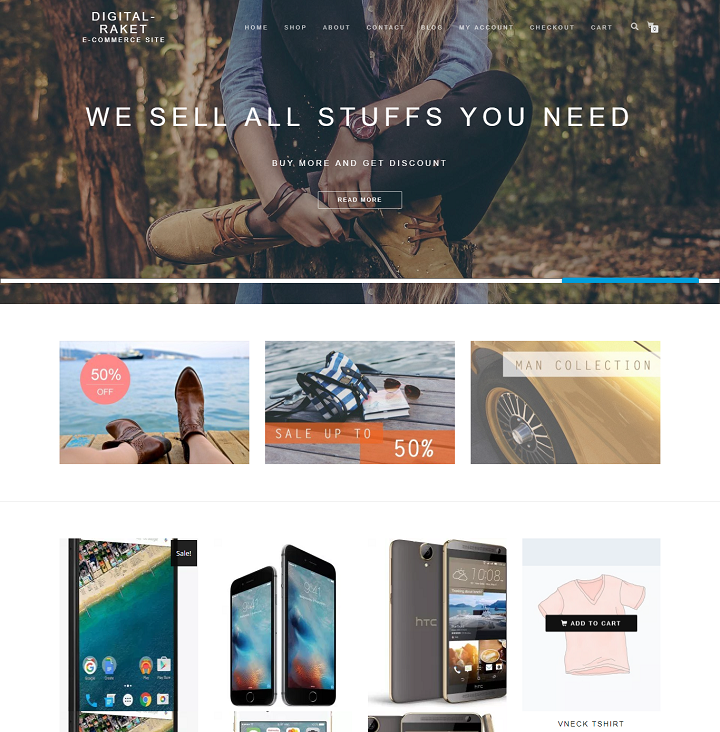 DIGITAL-
RAKET
E-COMMERCE SITE
HOME SHOP ABOUT CONTACT BLOG MY ACCOUNT CHECKOUT CART 0
WE SELL ALL STUFFS YOU NEED
BUY MORE AND GET DISCOUNT
READ MORE
50%
OFF
SALE UP TO
50%
MAN COLLECTION
Sale!
hTC
10:08
ADD TO CART
VNECK TSHIRT